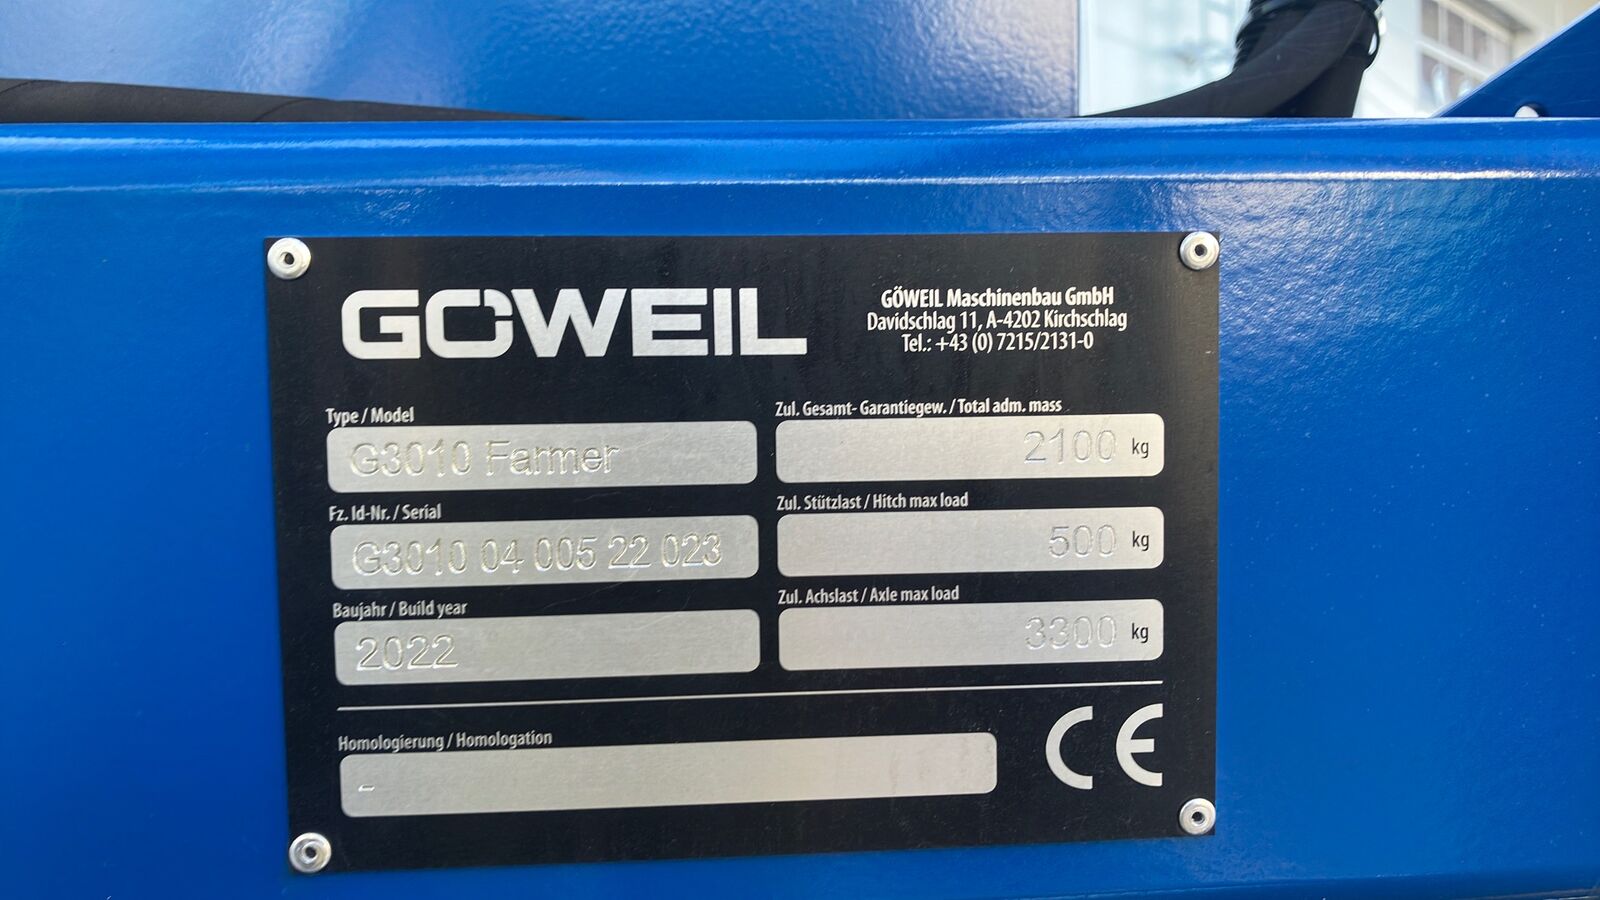 GÖWEIL
GÖWEIL Maschinenbau GmbH
Davidschlag 11, A-4202 Kirchschlag
Tel.: +43 (0) 7215/2131-0
Type / Model
G3010 Farmer
Fz. Id-Nr. / Serial
G3010 04 005 22 023
Baujahr / Build year
2022
Zul. Gesamt- Garantiegew. / Total adm. mass
2100 kg
Zul. Stützlast / Hitch max load
500 kg
Zul. Achslast / Axle max load
3300 kg
Homologierung / Homologation
-
CE